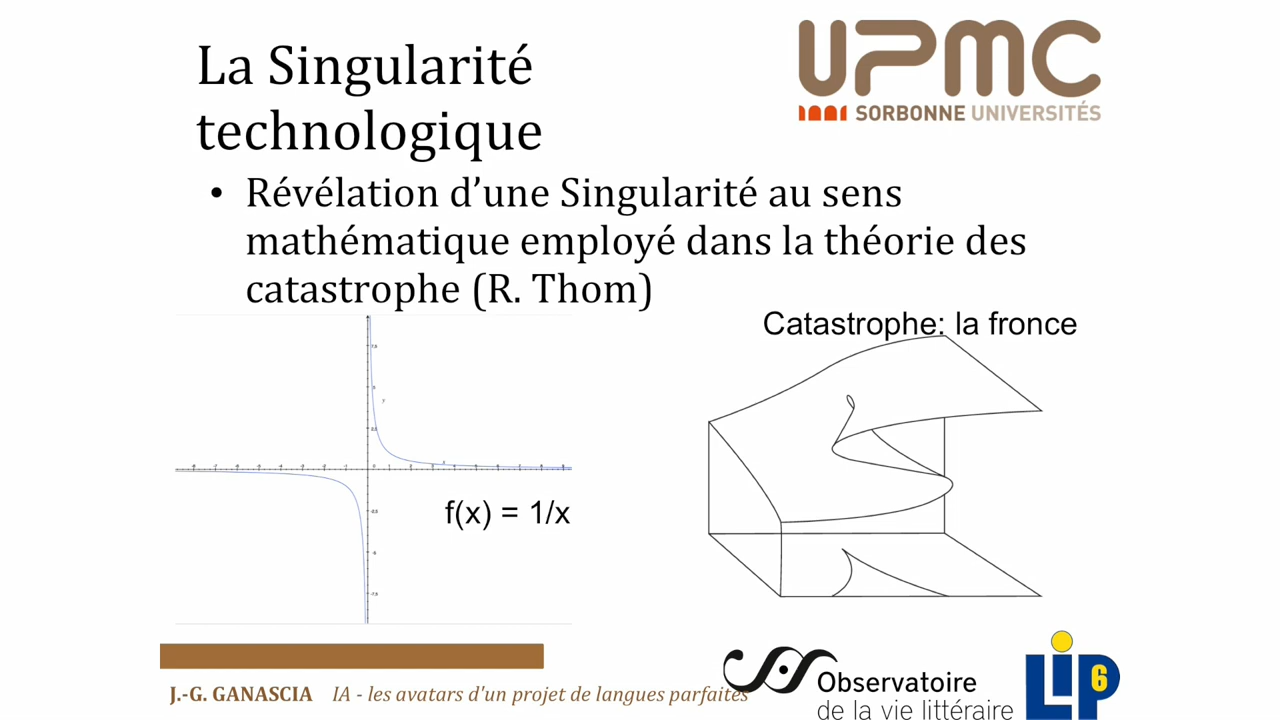 La Singularité
technologique
UPMC
SORBONNE UNIVERSITÉS
• Révélation d’une Singularité au sens
mathématique employé dans la théorie des
catastrophe (R. Thom)
Catastrophe: la fronce
f(x) = 1/x
J.-G. GANASCIA IA - les avatars d'un projet de langues parfaites
Observatoire
de la vie littéraire
LIP6